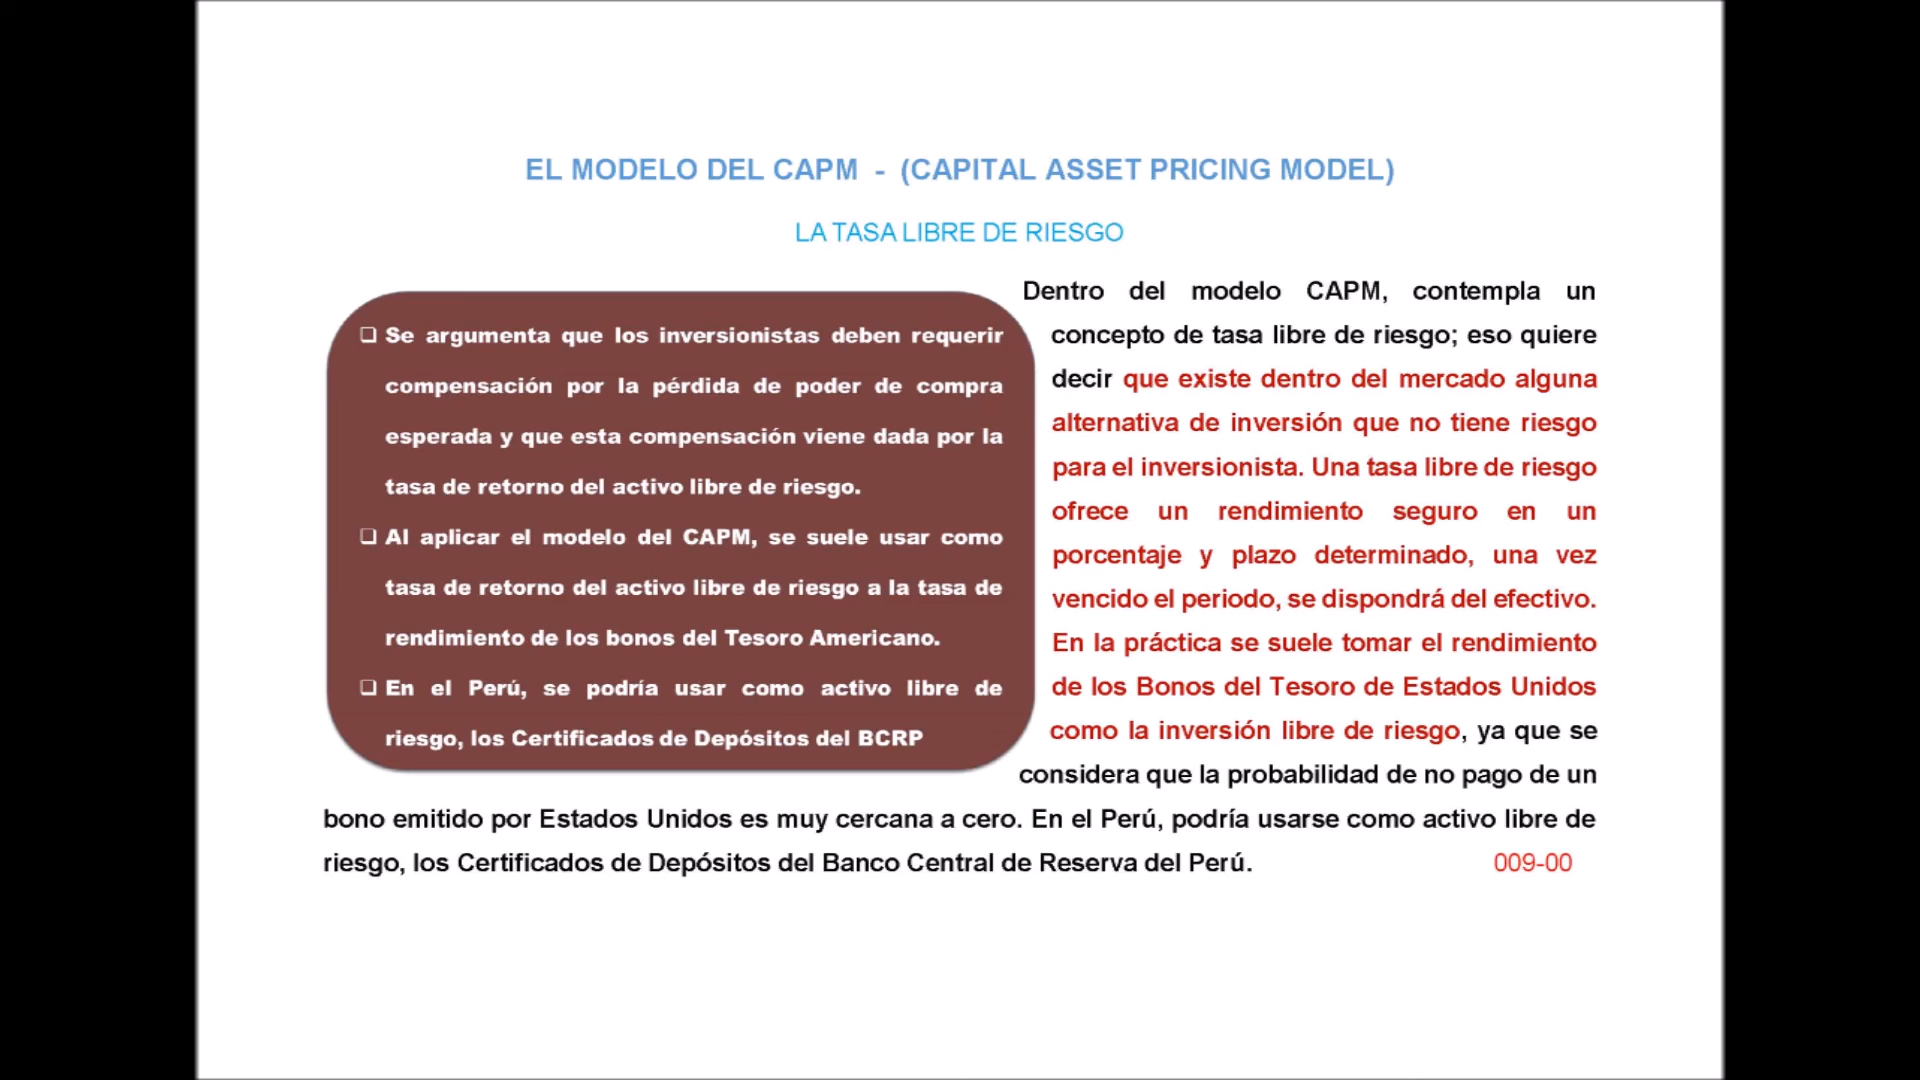 EL MODELO DEL CAPM - (CAPITAL ASSET PRICING MODEL)
LA TASA LIBRE DE RIESGO
❑ Se argumenta que los inversionistas deben requerir
compensación por la pérdida de poder de compra
esperada y que esta compensación viene dada por la
tasa de retorno del activo libre de riesgo.
❑ Al aplicar el modelo del CAPM, se suele usar como
tasa de retorno del activo libre de riesgo a la tasa de
rendimiento de los bonos del Tesoro Americano.
❑ En el Perú, se podría usar como activo libre de
riesgo, los Certificados de Depósitos del BCRP
Dentro del modelo CAPM, contempla un
concepto de tasa libre de riesgo; eso quiere
decir que existe dentro del mercado alguna
alternativa de inversión que no tiene riesgo
para el inversionista. Una tasa libre de riesgo
ofrece un rendimiento seguro en un
porcentaje y plazo determinado, una vez
vencido el periodo, se dispondrá del efectivo.
En la práctica se suele tomar el rendimiento
de los Bonos del Tesoro de Estados Unidos
como la inversión libre de riesgo, ya que se
considera que la probabilidad de no pago de un
bono emitido por Estados Unidos es muy cercana a cero. En el Perú, podría usarse como activo libre de
riesgo, los Certificados de Depósitos del Banco Central de Reserva del Perú. 009-00